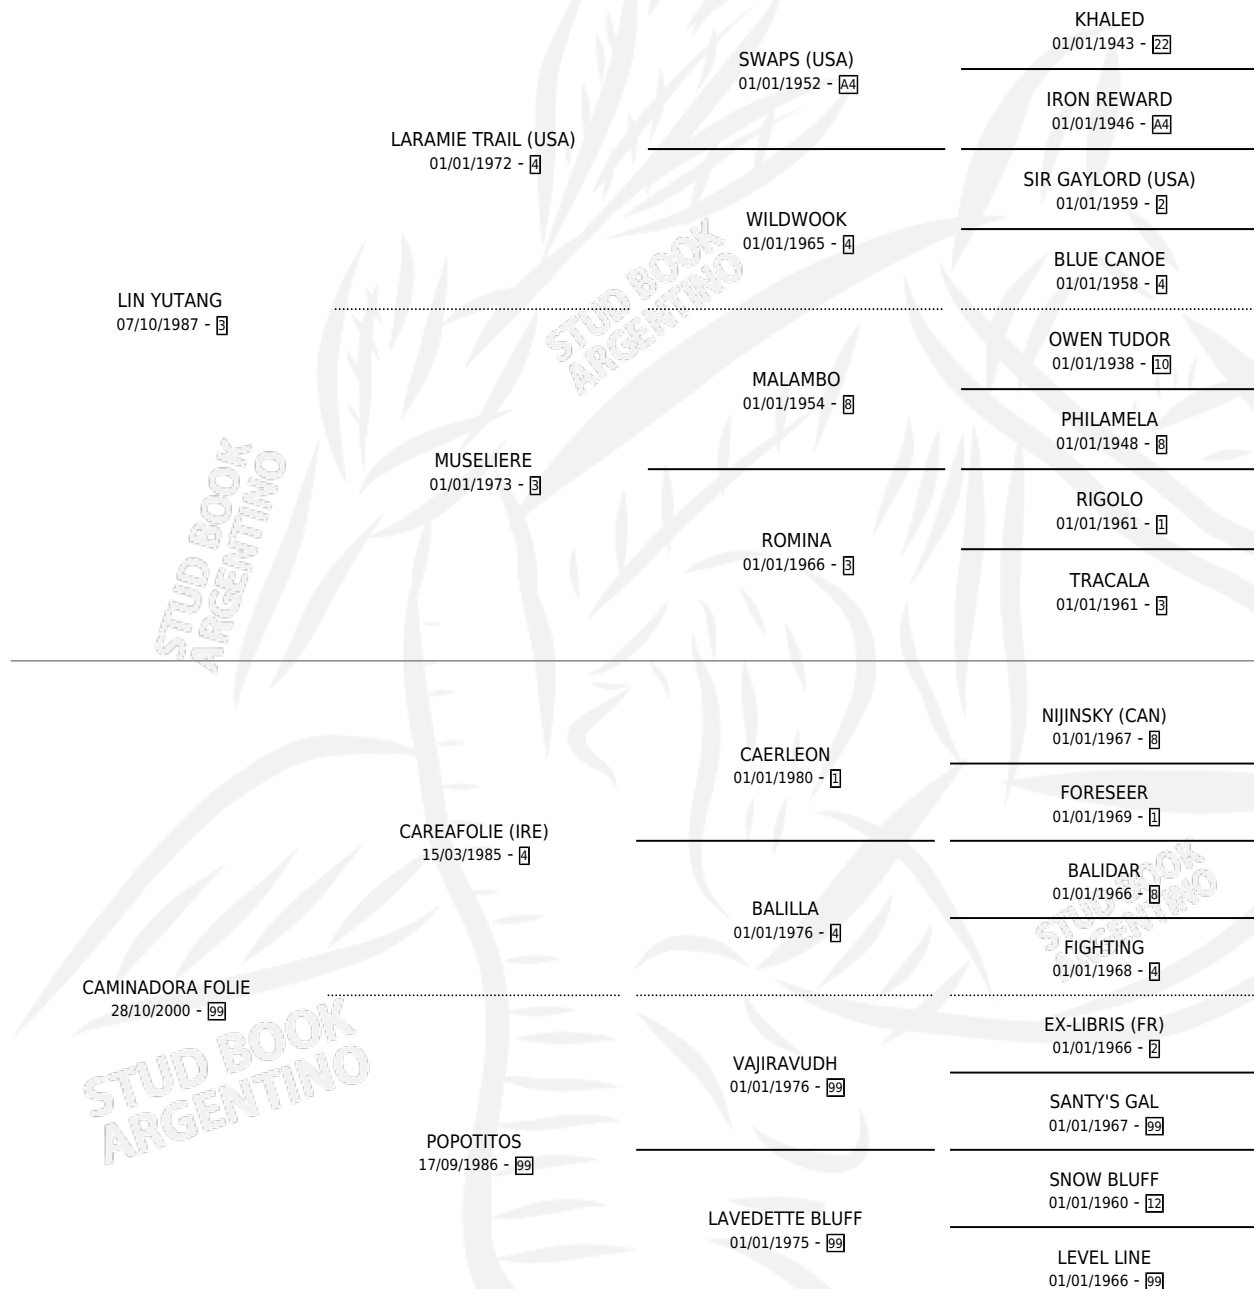 KHALED
01/01/1943 - 22
SWAPS (USA)
01/01/1952 - A4
IRON REWARD
01/01/1946 - A4
LARAMIE TRAIL (USA)
01/01/1972 - 4
SIR GAYLORD (USA)
01/01/1959 - 2
WILDWOOK
01/01/1965 - 4
BLUE CANOE
01/01/1958 - 4
LIN YUTANG
07/10/1987 - 3
STUD BOOK
ARGENTINO
OWEN TUDOR
01/01/1938 - 10
MALAMBO
01/01/1954 - 8
PHILAMELA
01/01/1948 - 8
MUSELIERE
01/01/1973 - 3
RIGOLO
01/01/1961 - 1
ROMINA
01/01/1966 - 3
TRACALA
01/01/1961 - 3
STUD BOOK
ARGENTINO
NIJINSKY (CAN)
01/01/1967 - 8
CAERLEON
01/01/1980 - 1
FORESEER
01/01/1969 - 1
CAREAFOLIE (IRE)
15/03/1985 - 4
BALIDAR
01/01/1966 - 8
BALILLA
01/01/1976 - 4
STUD BOOK
ARGENTINO
FIGHTING
01/01/1968 - 4
CAMINADORA FOLIE
28/10/2000 - 99
STUD BOOK
ARGENTINO
EX-LIBRIS (FR)
01/01/1966 - 2
VAJIRAVUDH
01/01/1976 - 99
SANTY'S GAL
01/01/1967 - 99
POPOTITOS
17/09/1986 - 99
SNOW BLUFF
01/01/1960 - 12
LAVEDETTE BLUFF
01/01/1975 - 99
LEVEL LINE
01/01/1966 - 99